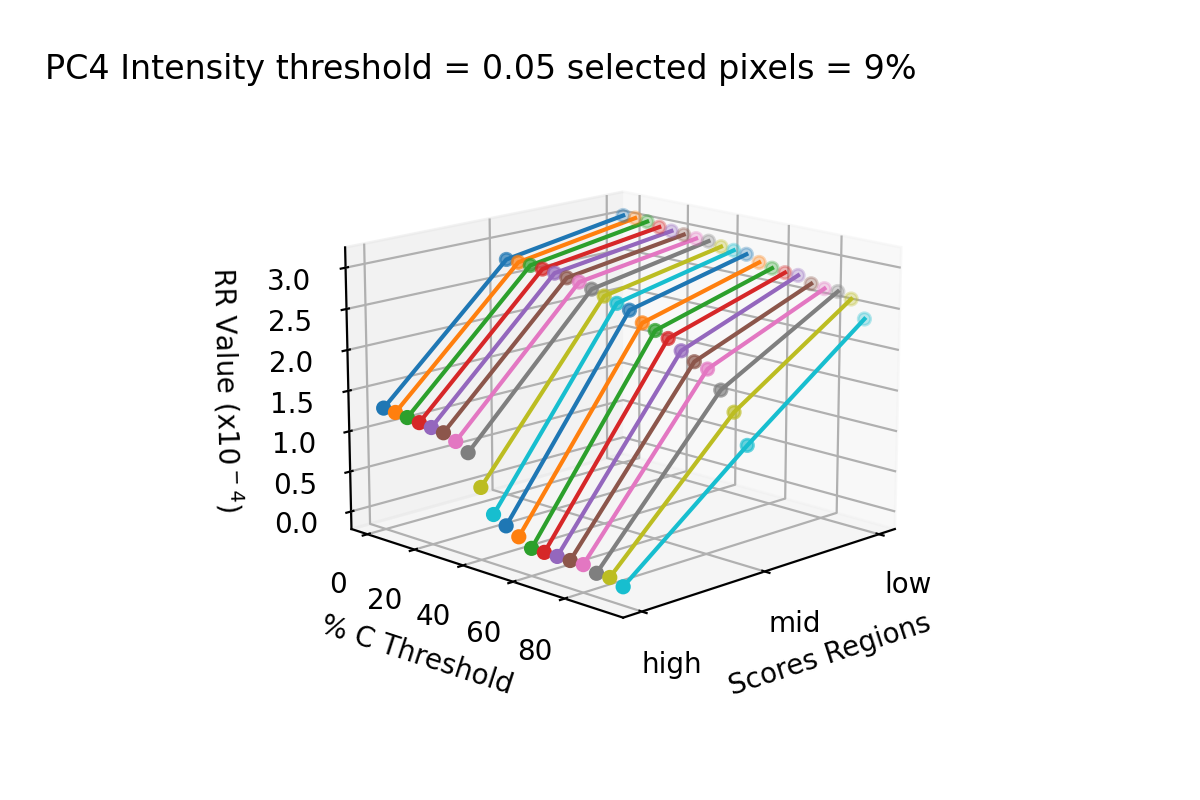 PC4 Intensity threshold = 0.05 selected pixels = 9%
RR Value (x10⁻⁴)
3.0
2.5
2.0
1.5
1.0
0.5
0.0
0
20
40
60
80
% C Threshold
high
mid
low
Scores Regions